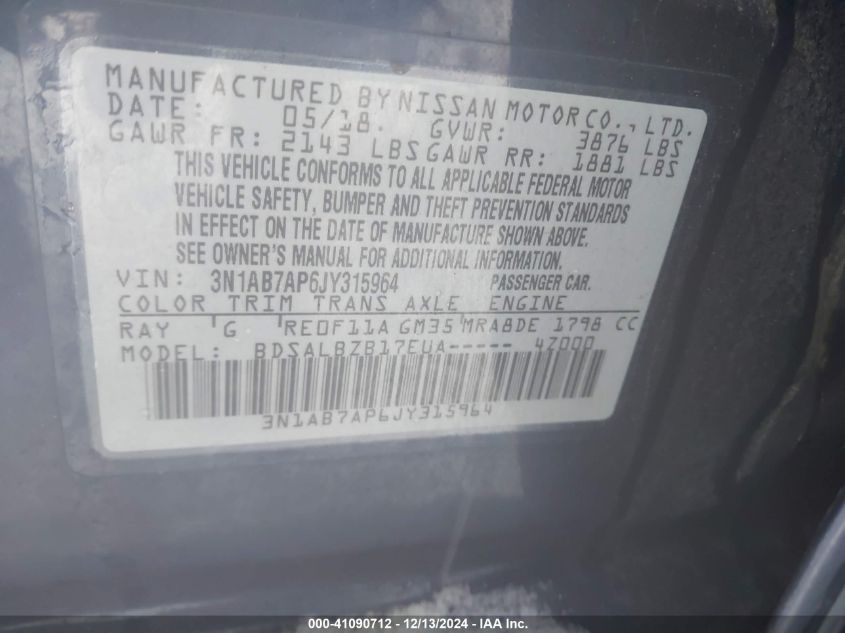 MANUFACTURED BY NISSAN MOTOR CO., LTD.
DATE: 05/18. GVWR: 3876 LBS
GAWR FR: 2143 LBS GAWR RR: 1881 LBS
THIS VEHICLE CONFORMS TO ALL APPLICABLE FEDERAL MOTOR
VEHICLE SAFETY, BUMPER AND THEFT PREVENTION STANDARDS
IN EFFECT ON THE DATE OF MANUFACTURE SHOWN ABOVE.
SEE OWNER'S MANUAL FOR ADDITIONAL INFORMATION.
VIN: 3N1AB7AP6JY315964 PASSENGER CAR.
COLOR TRIM TRANS AXLE ENGINE
RAY G RE0F11A GM35 MRA8DE 1798 CC
MODEL: BDSALBZB17EUA----- 4Z000
3N1AB7AP6JY315964
000-41090712 - 12/13/2024 - IAA Inc.